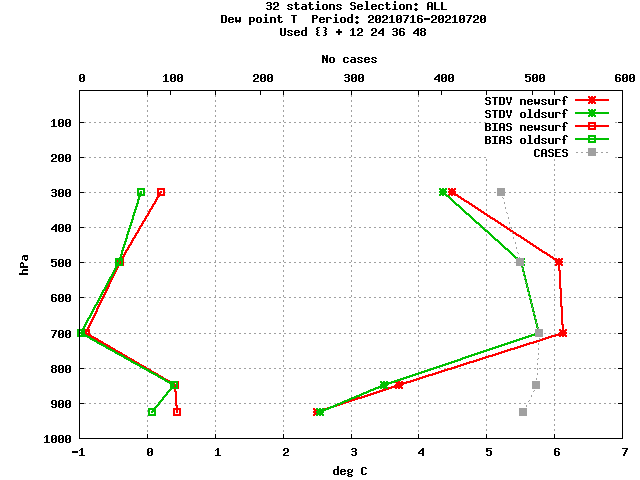 32 stations Selection: ALL
Dew point T  Period: 20210716-20210720
Used {} + 12 24 36 48
No cases
0 100 200 300 400 500 600
STDV newsurf
STDV oldsurf
BIAS newsurf
BIAS oldsurf
CASES
100
200
300
400
500
600
700
800
900
1000
hPa
-1 0 1 2 3 4 5 6 7
deg C